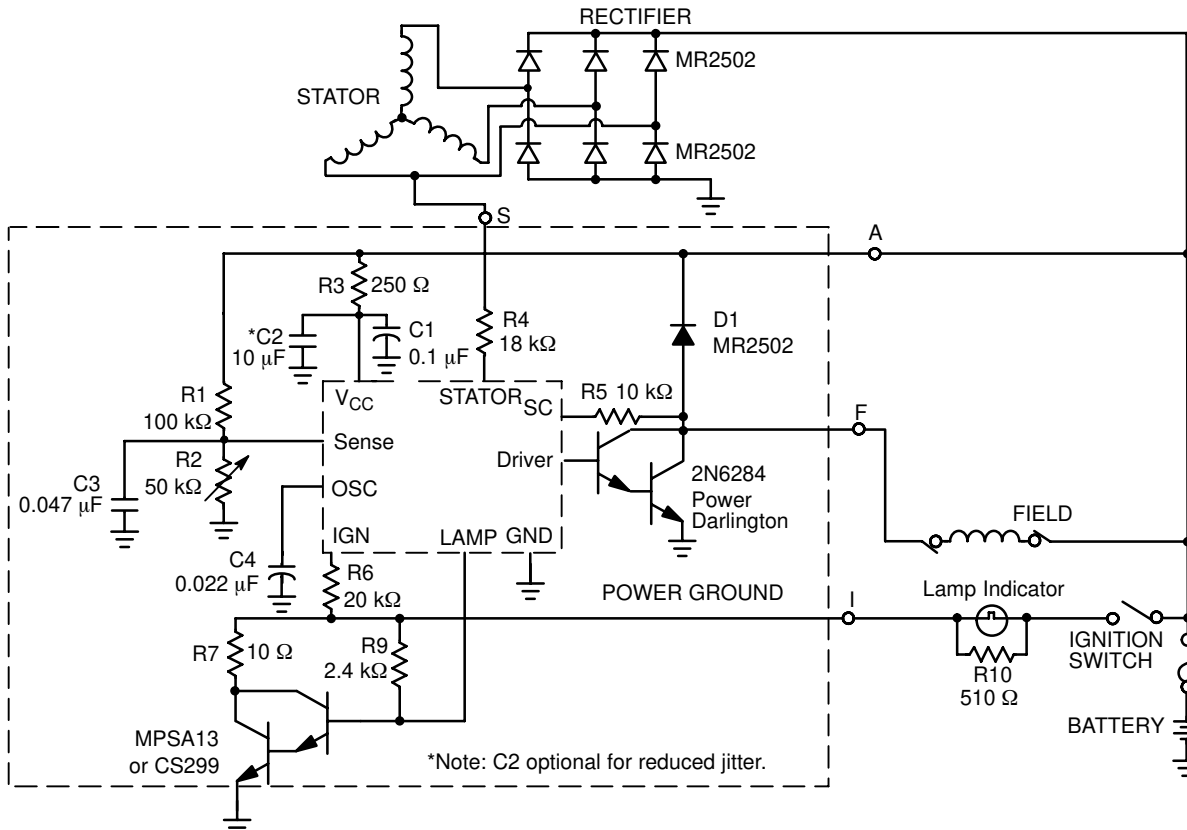 RECTIFIER
MR2502
STATOR
MR2502
S
A
R3
250 Ω
*C2
10 μF
C1
0.1 μF
R4
18 kΩ
D1
MR2502
R1
100 kΩ
VCC
STATOR
SC
R5 10 kΩ
F
Sense
R2
50 kΩ
Driver
C3
0.047 μF
OSC
2N6284
Power
Darlington
IGN
LAMP
GND
FIELD
C4
0.022 μF
R6
20 kΩ
POWER GROUND
I
Lamp Indicator
R7
10 Ω
R9
2.4 kΩ
IGNITION
SWITCH
R10
510 Ω
BATTERY
MPSA13
or CS299
*Note: C2 optional for reduced jitter.